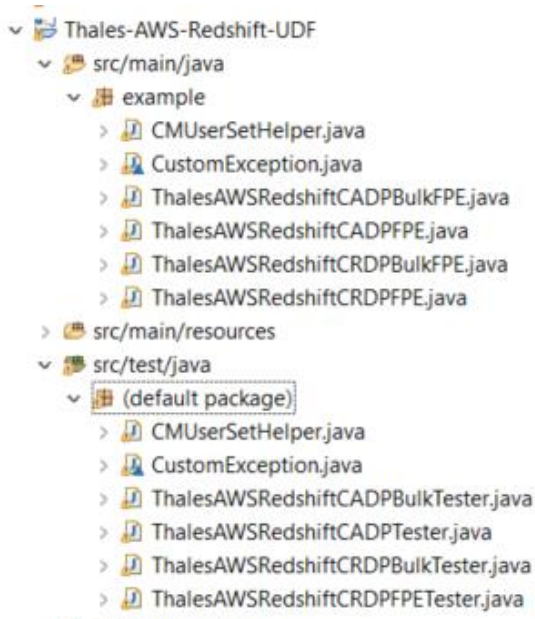 Thales-AWS-Redshift-UDF
src/main/java
example
CMUserSetHelper.java
CustomException.java
ThalesAWSRedshiftCADPBulkFPE.java
ThalesAWSRedshiftCADPFPE.java
ThalesAWSRedshiftCRDPBulkFPE.java
ThalesAWSRedshiftCRDPFPE.java
src/main/resources
src/test/java
(default package)
CMUserSetHelper.java
CustomException.java
ThalesAWSRedshiftCADPBulkTester.java
ThalesAWSRedshiftCADPTester.java
ThalesAWSRedshiftCRDPBulkTester.java
ThalesAWSRedshiftCRDPFPETester.java